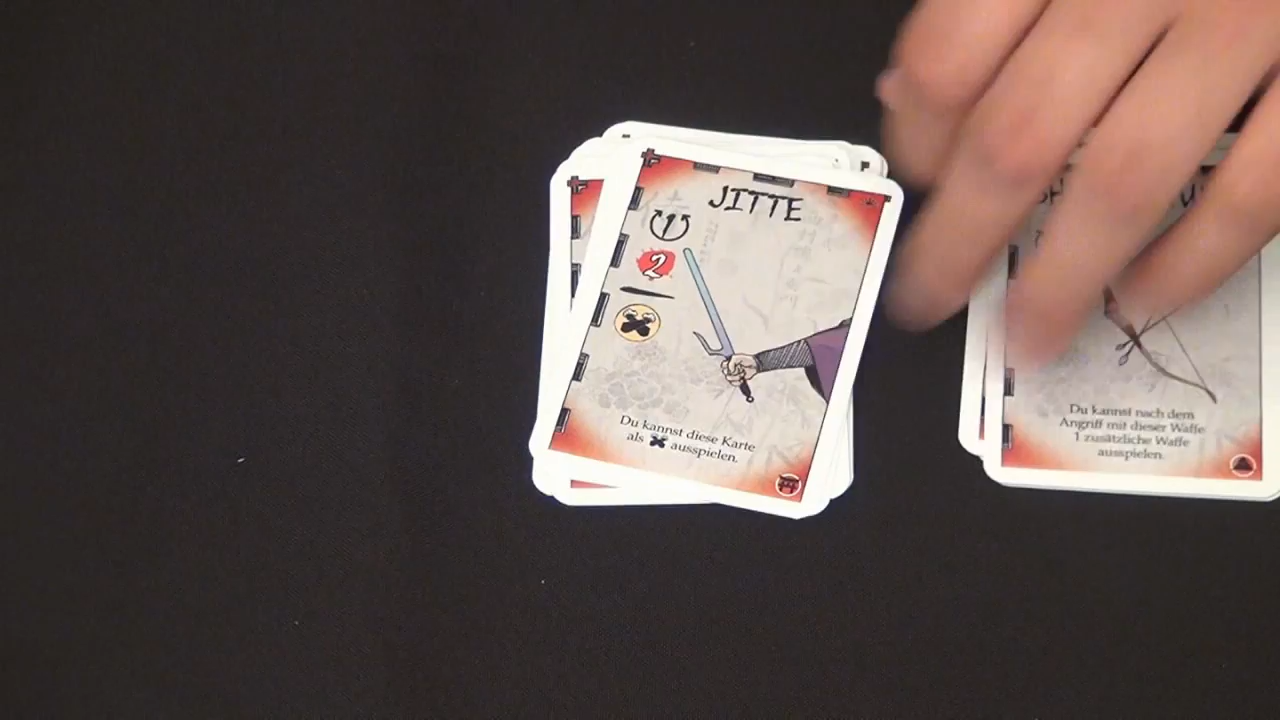 JITTE
1
2
Du kannst diese Karte
als ausspielen.
Du kannst nach dem
Angriff mit dieser Waffe
1 zusätzliche Waffe
ausspielen.